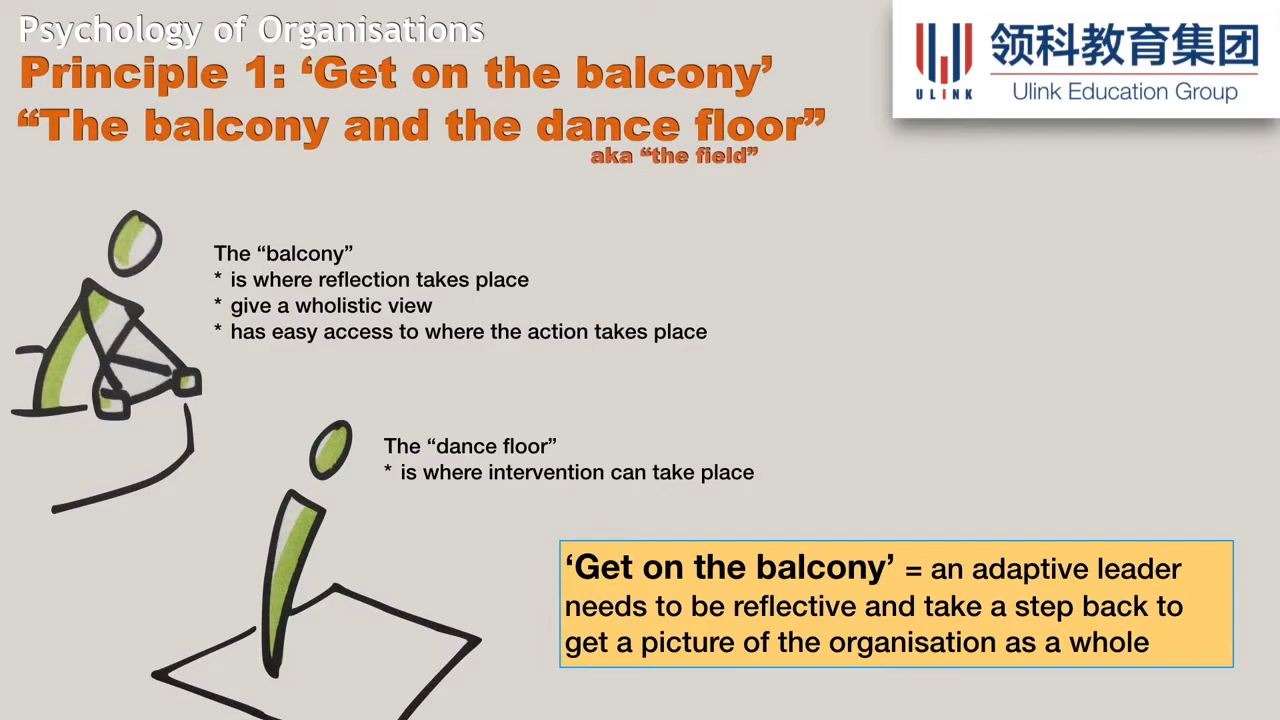 Psychology of Organisations
Principle 1: ‘Get on the balcony’
“The balcony and the dance floor”
aka “the field”
ULINK
领科教育集团
Ulink Education Group
The “balcony”
* is where reflection takes place
* give a wholistic view
* has easy access to where the action takes place
The “dance floor”
* is where intervention can take place
‘Get on the balcony’ = an adaptive leader
needs to be reflective and take a step back to
get a picture of the organisation as a whole